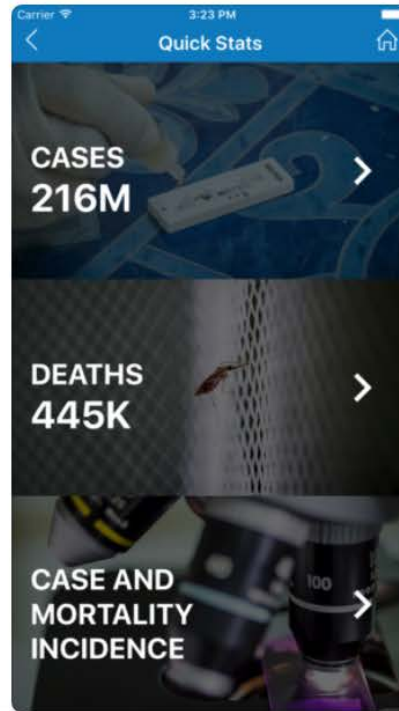 Carrier 3:23 PM
Quick Stats
CASES
216M
DEATHS
445K
CASE AND
MORTALITY
INCIDENCE
100